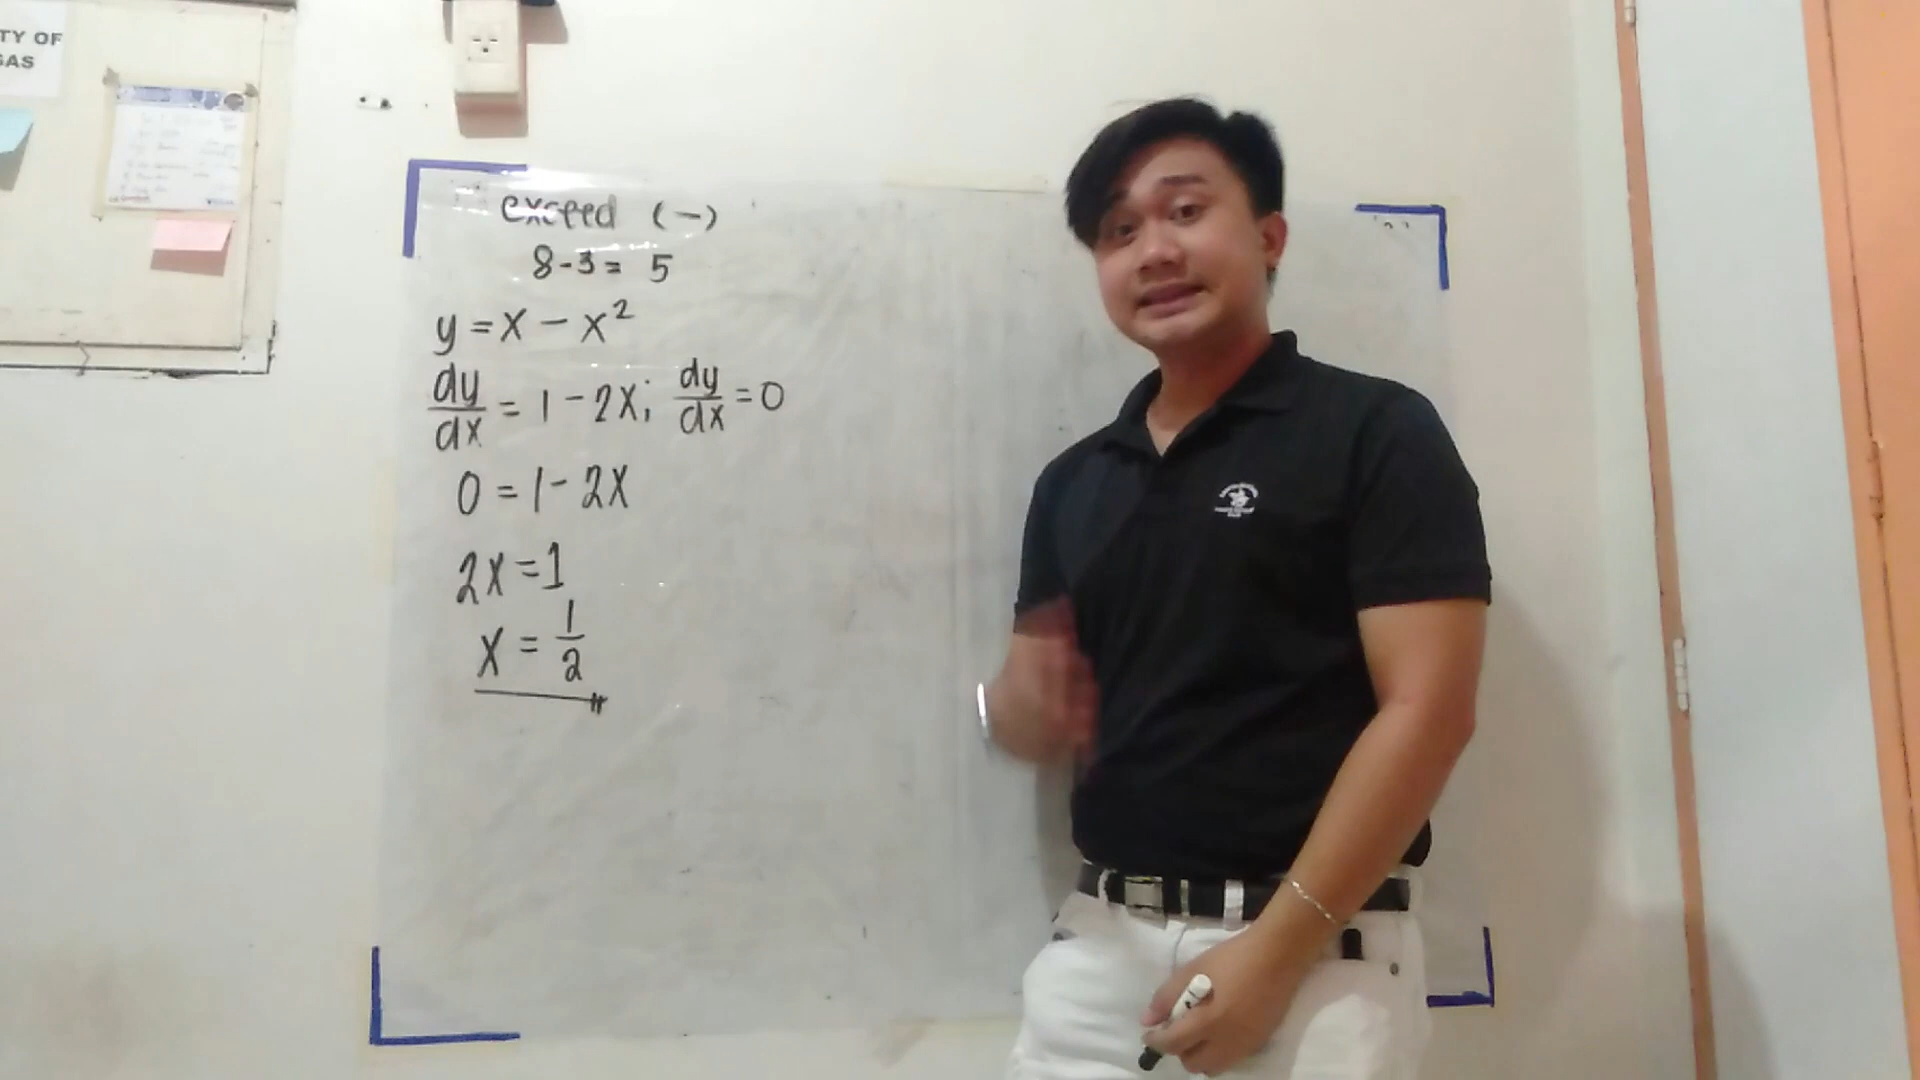 TY OF
GAS
exceed (-)
8-3= 5
y = x - x²
dy/dx = 1 - 2x; dy/dx = 0
0 = 1 - 2x
2x = 1
x = 1/2